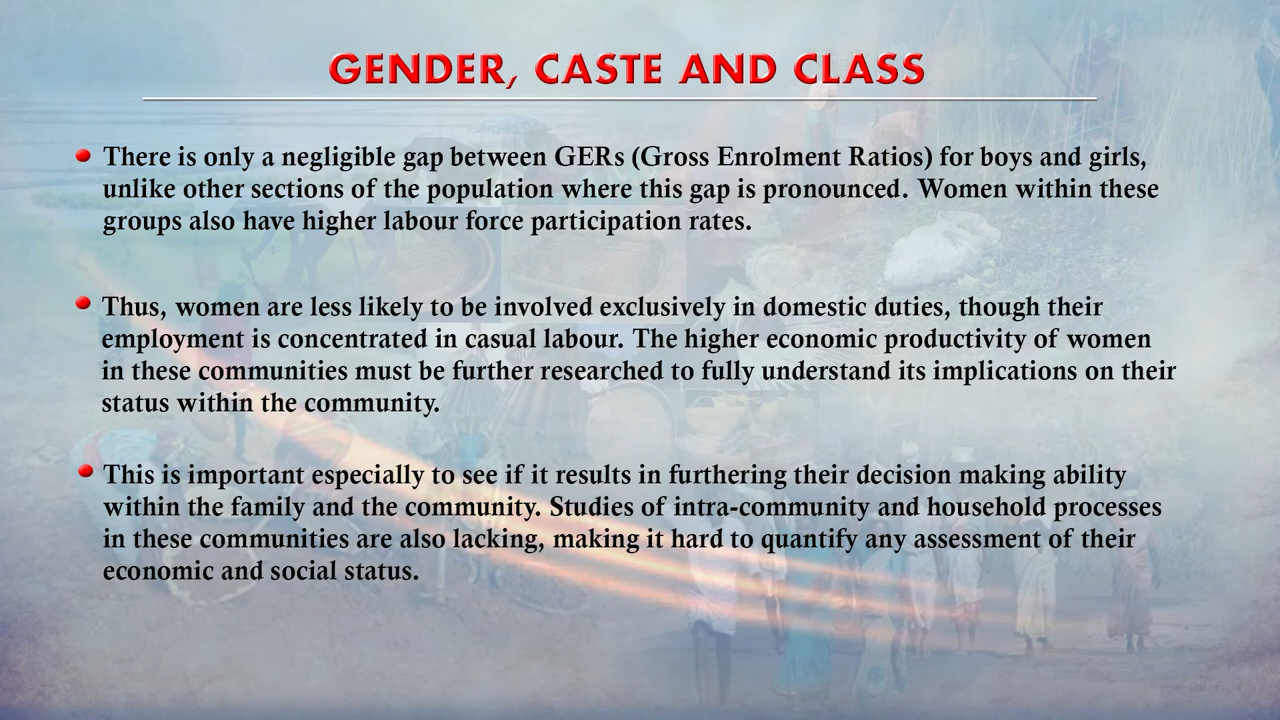 GENDER, CASTE AND CLASS
There is only a negligible gap between GERs (Gross Enrolment Ratios) for boys and girls,
unlike other sections of the population where this gap is pronounced. Women within these
groups also have higher labour force participation rates.
Thus, women are less likely to be involved exclusively in domestic duties, though their
employment is concentrated in casual labour. The higher economic productivity of women
in these communities must be further researched to fully understand its implications on their
status within the community.
This is important especially to see if it results in furthering their decision making ability
within the family and the community. Studies of intra-community and household processes
in these communities are also lacking, making it hard to quantify any assessment of their
economic and social status.